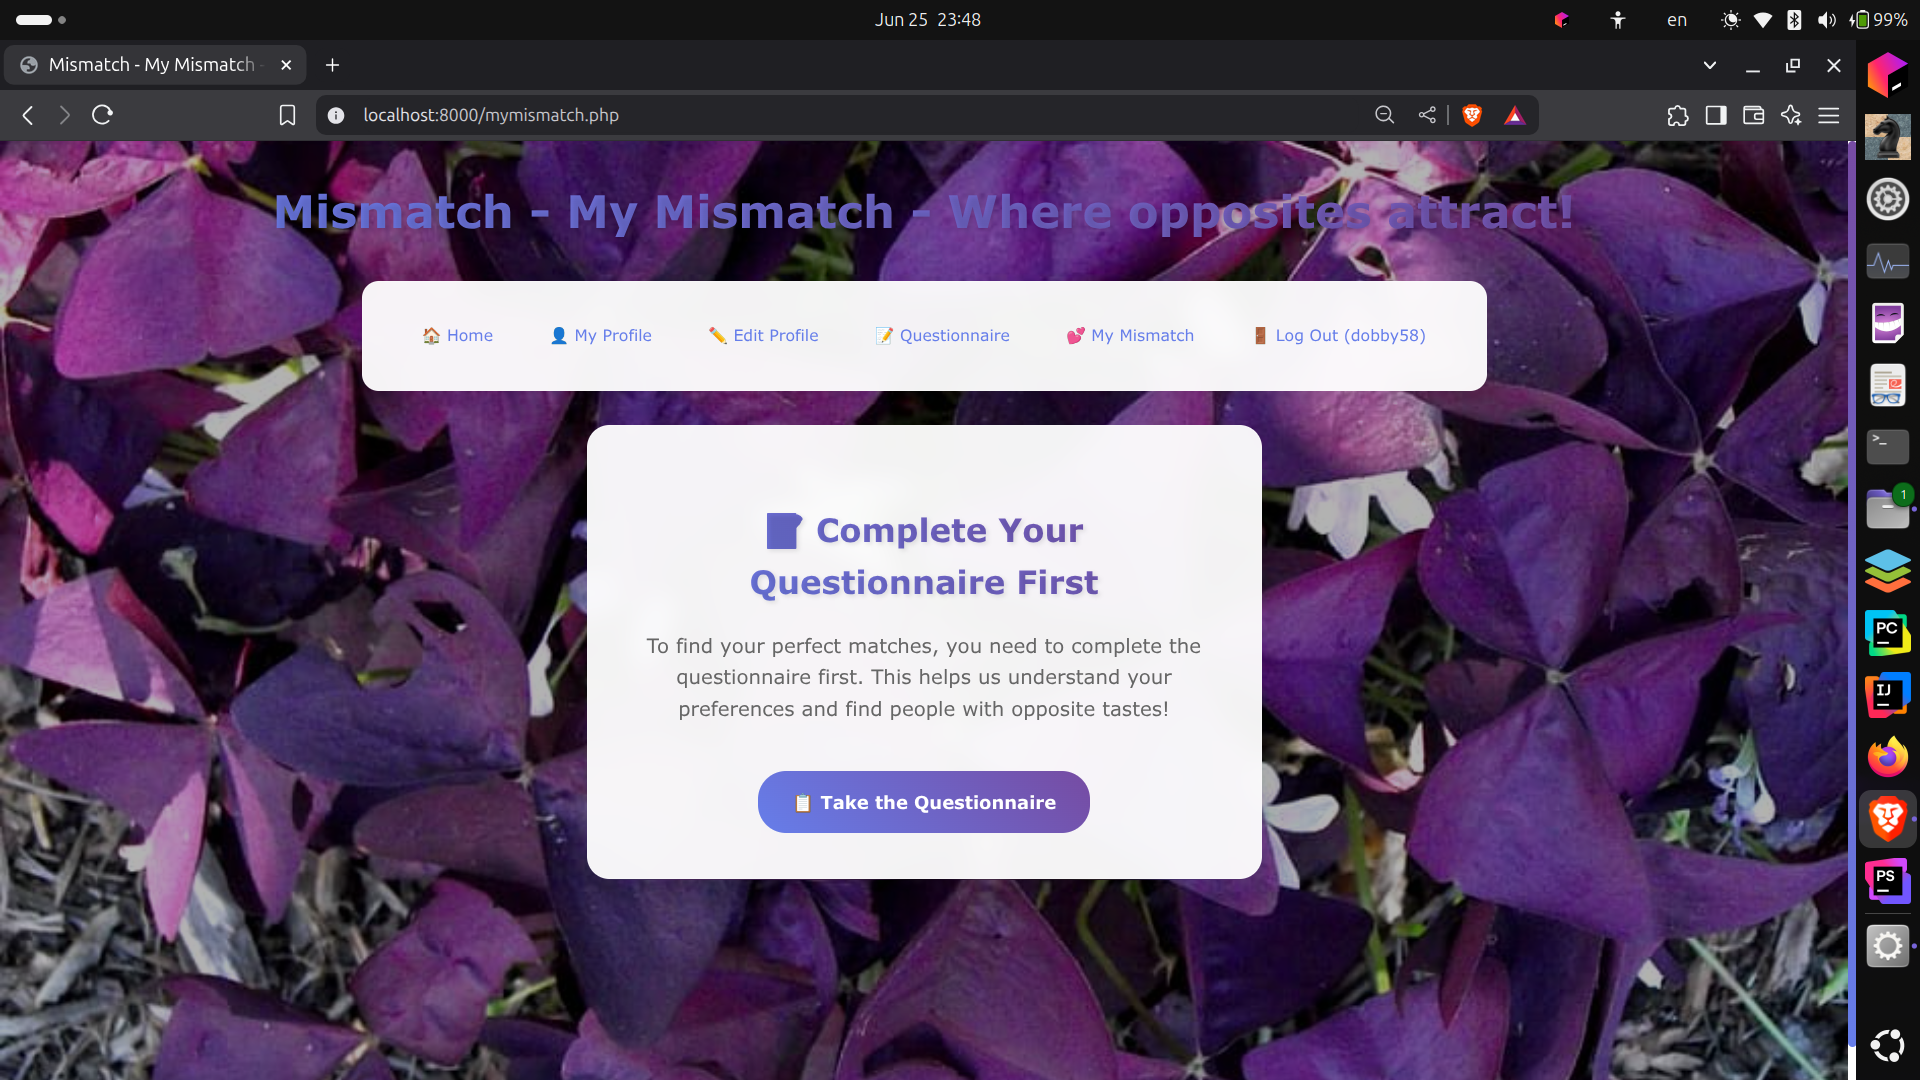 Jun 25 23:48
en
99%
Mismatch - My Mismatch -
localhost:8000/mymismatch.php
Mismatch - My Mismatch - Where opposites attract!
🏠 Home
👤 My Profile
✏️ Edit Profile
📝 Questionnaire
💕 My Mismatch
🚪 Log Out (dobby58)
Complete Your
Questionnaire First
To find your perfect matches, you need to complete the
questionnaire first. This helps us understand your
preferences and find people with opposite tastes!
📋 Take the Questionnaire
>_
1
PC
IJ
PS